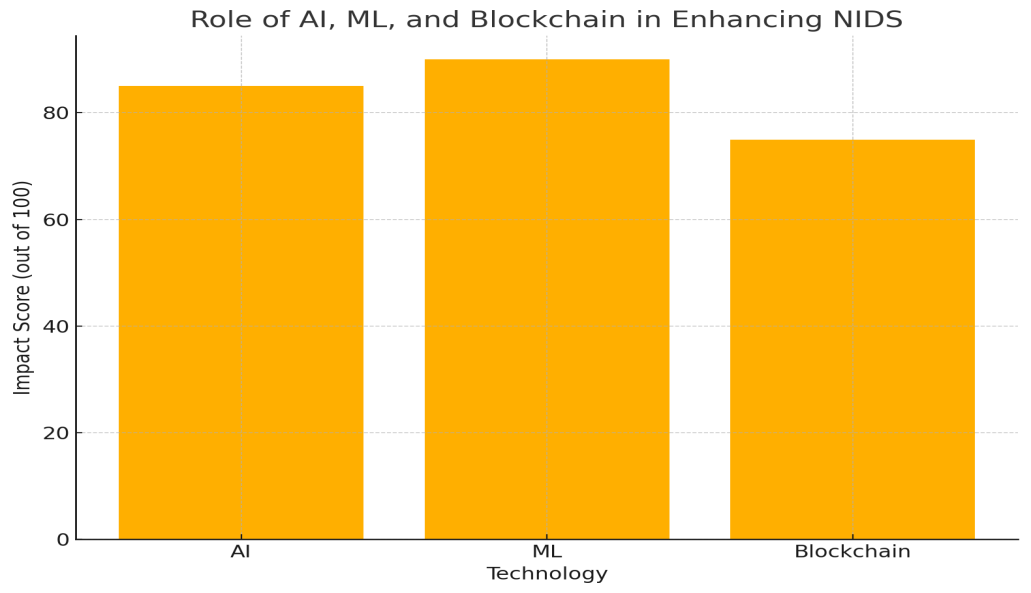 Role of AI, ML, and Blockchain in Enhancing NIDS
Impact Score (out of 100)
80
60
40
20
0
AI ML Blockchain
Technology